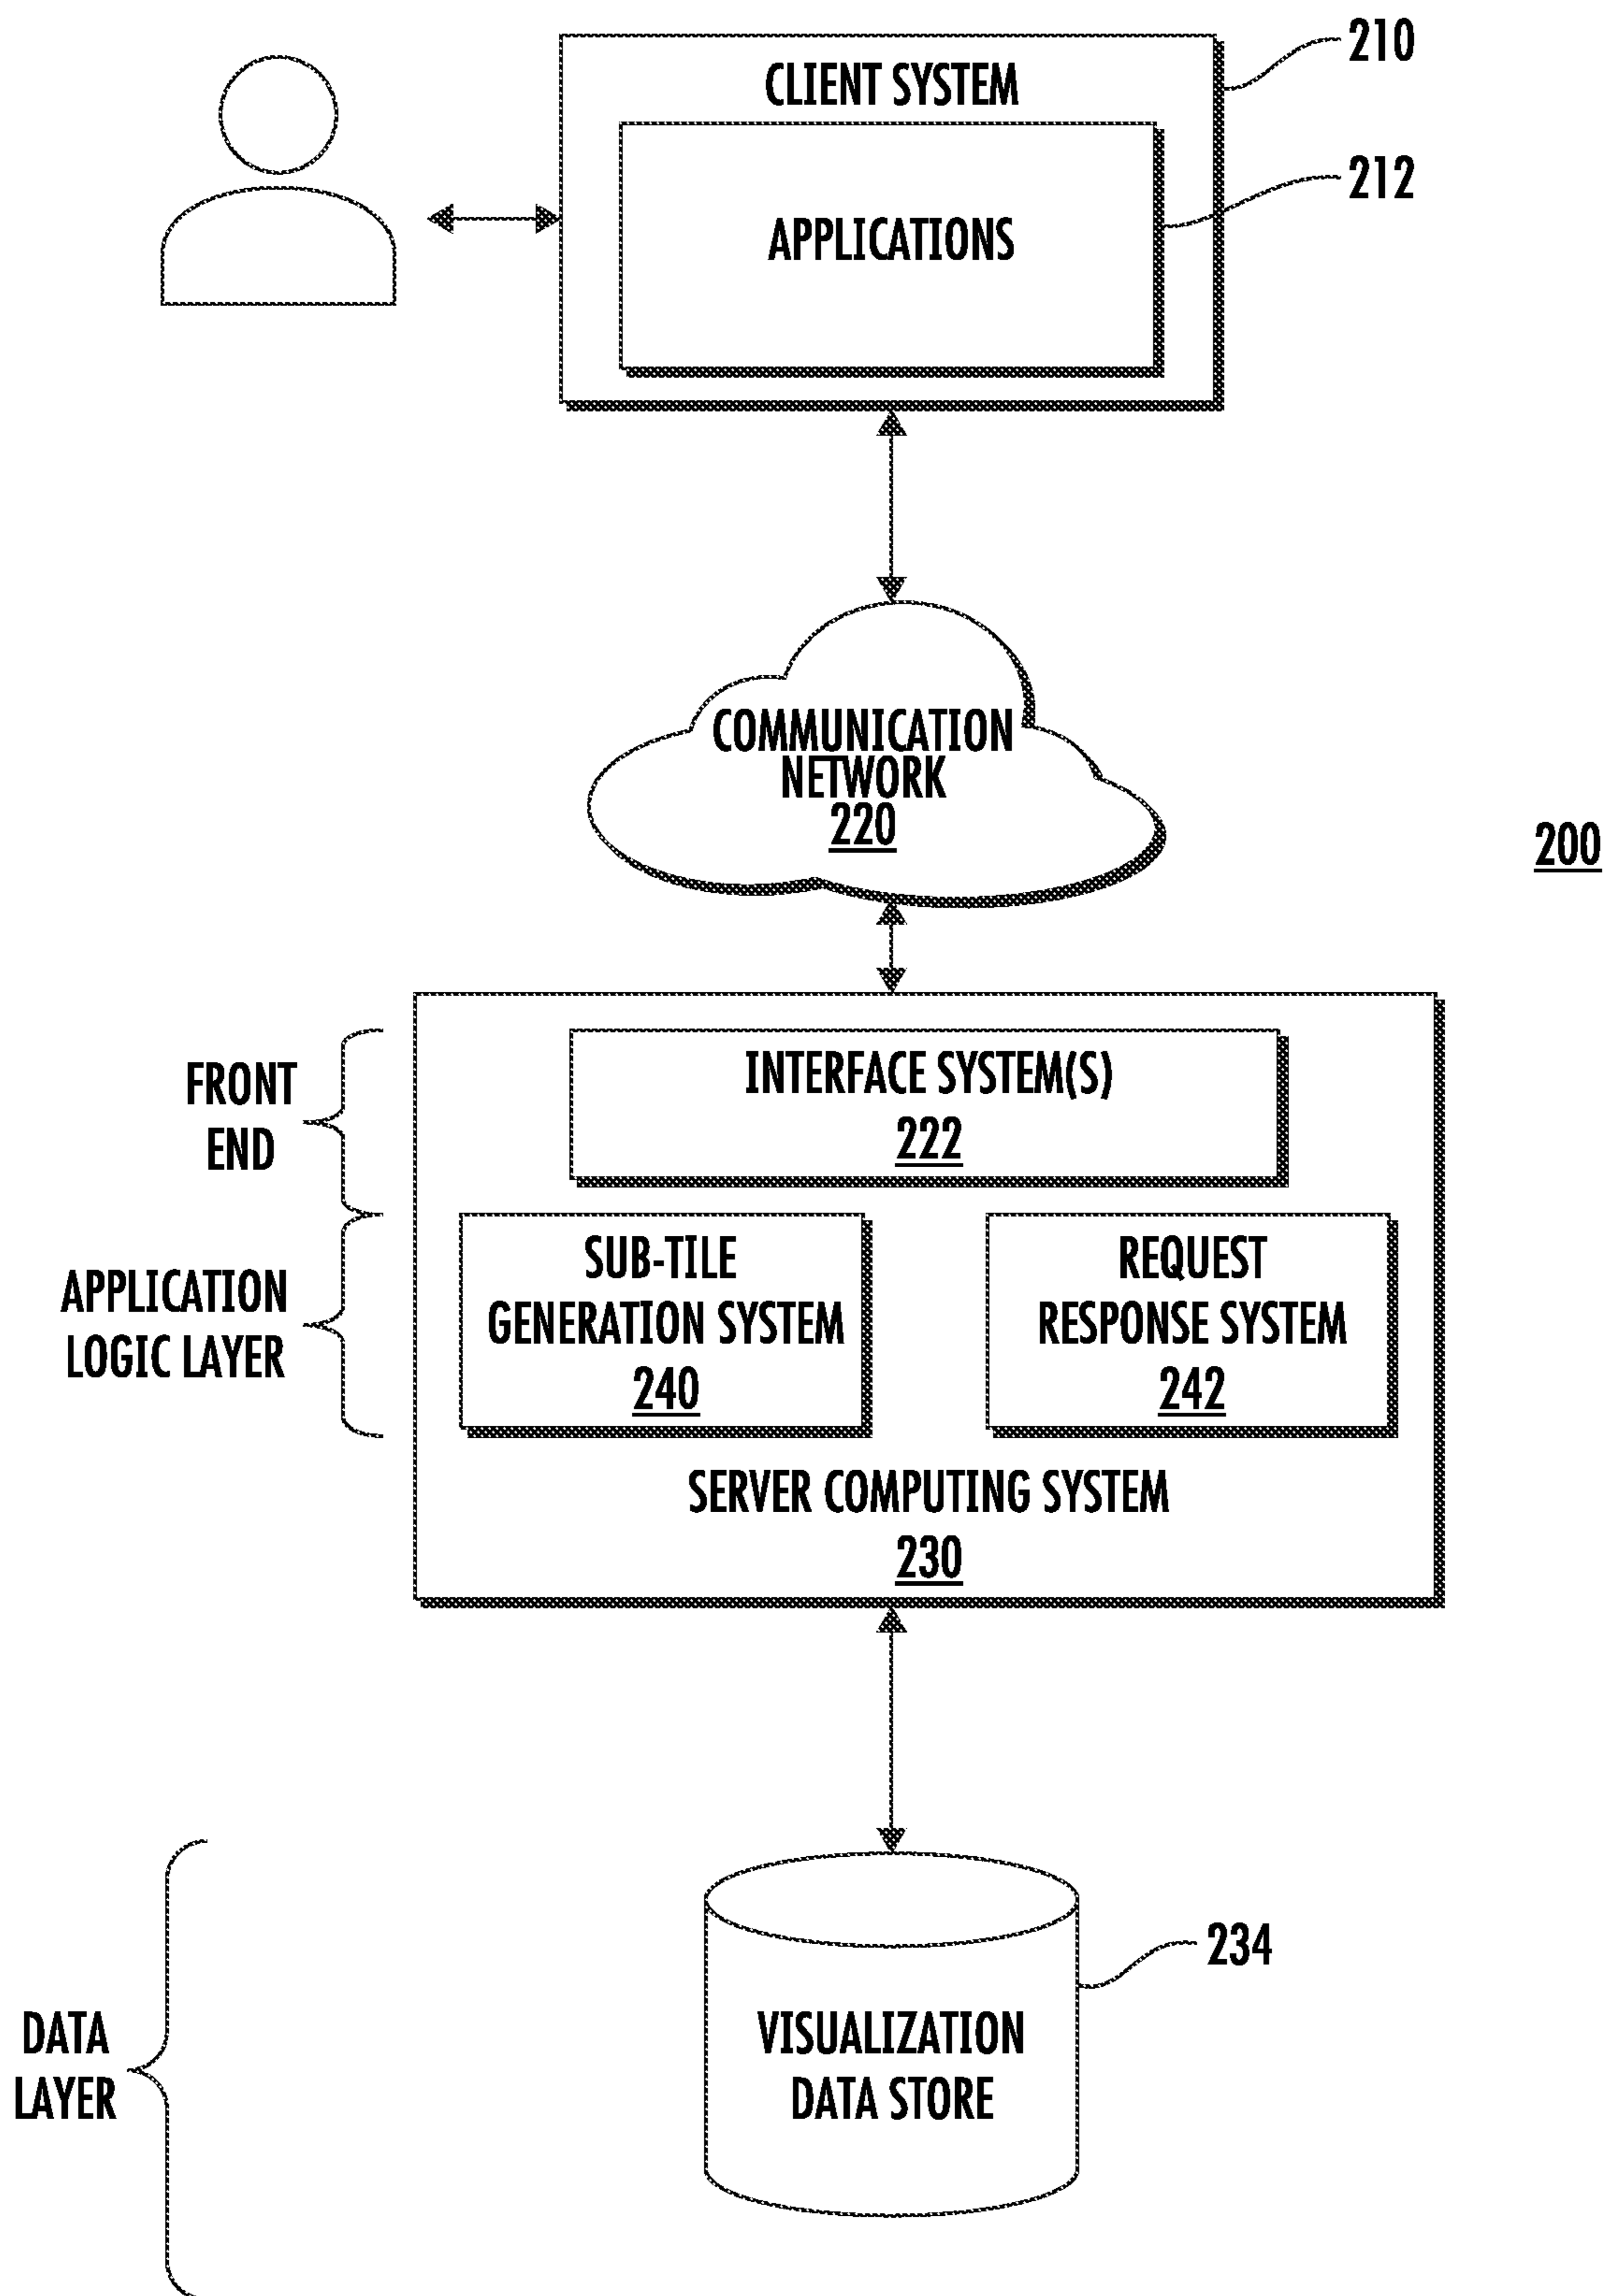 210
CLIENT SYSTEM
212
APPLICATIONS
COMMUNICATION
NETWORK
220
200
FRONT
END
INTERFACE SYSTEM(S)
222
APPLICATION
LOGIC LAYER
SUB-TILE
GENERATION SYSTEM
240
REQUEST
RESPONSE SYSTEM
242
SERVER COMPUTING SYSTEM
230
234
DATA
LAYER
VISUALIZATION
DATA STORE